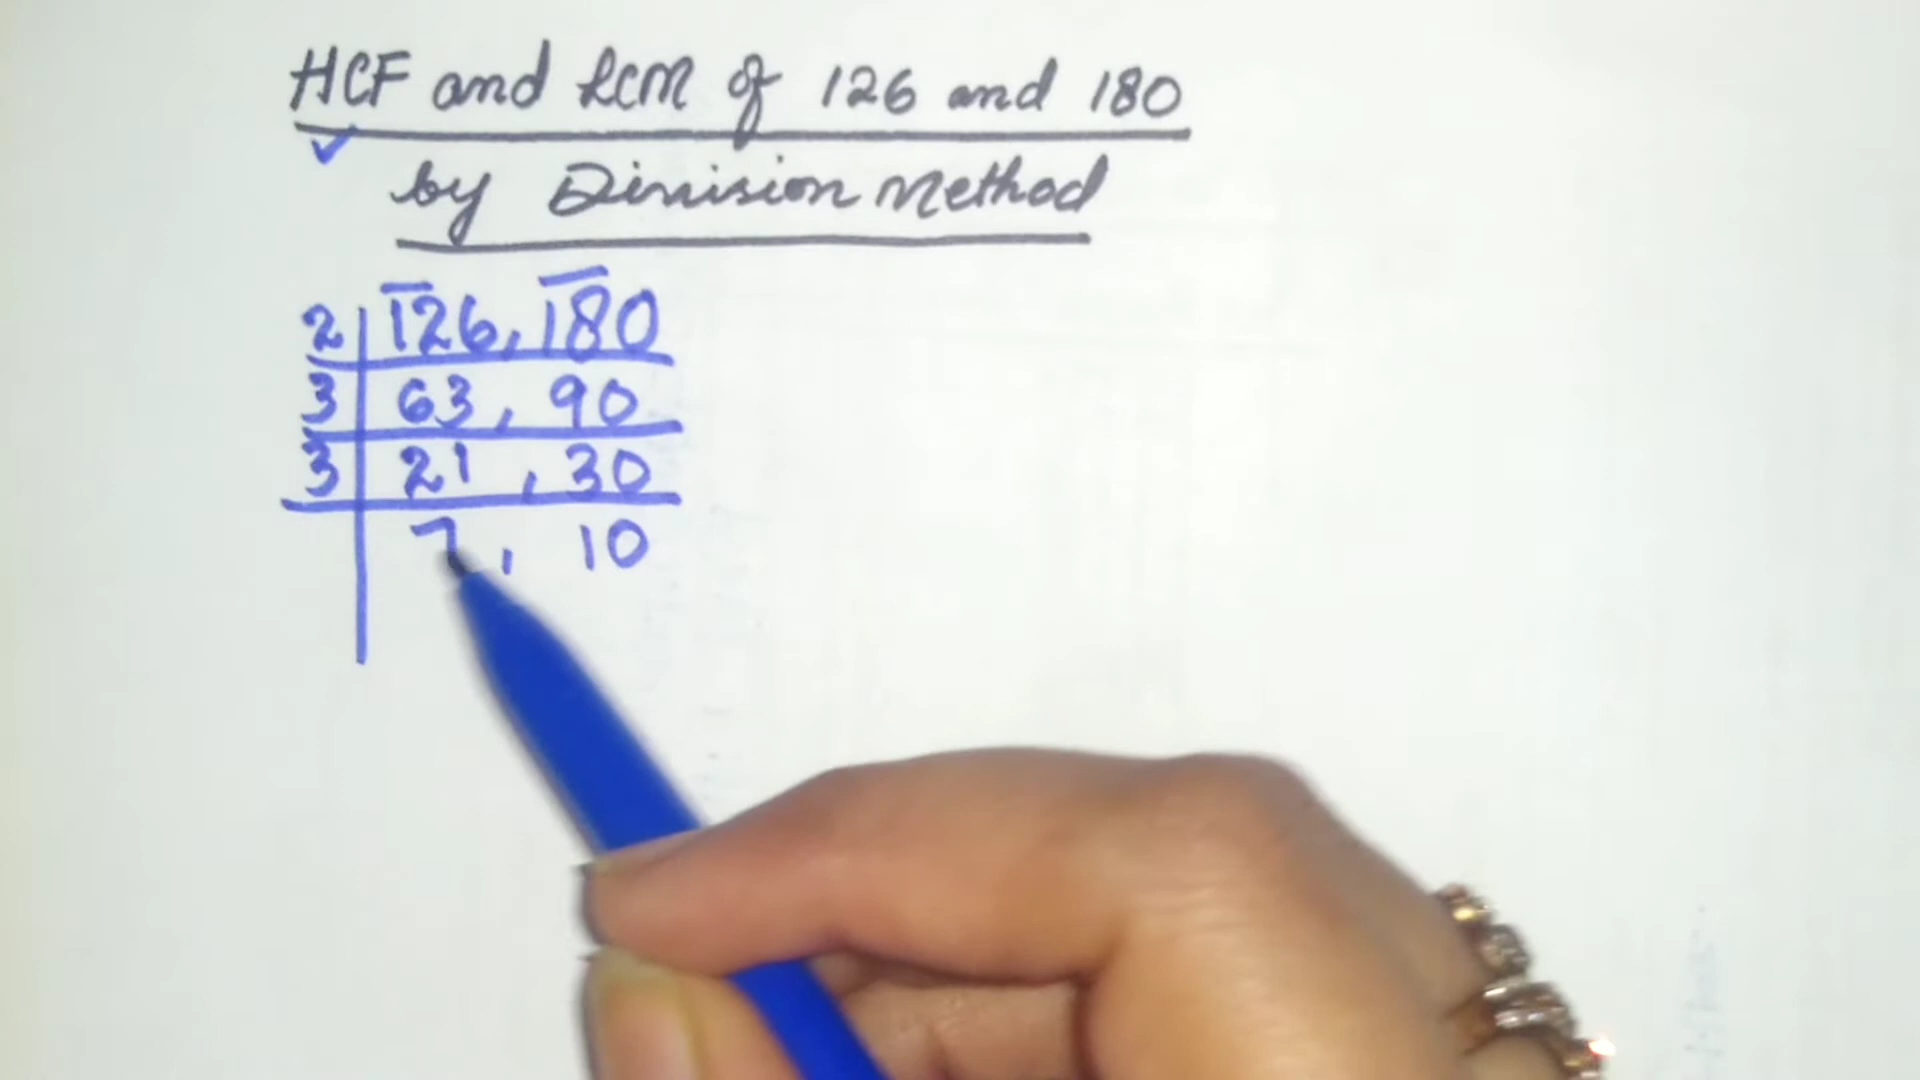 HCF and LCM of 126 and 180
by Division Method
2 | 126, 180
3 | 63, 90
3 | 21, 30
7, 10